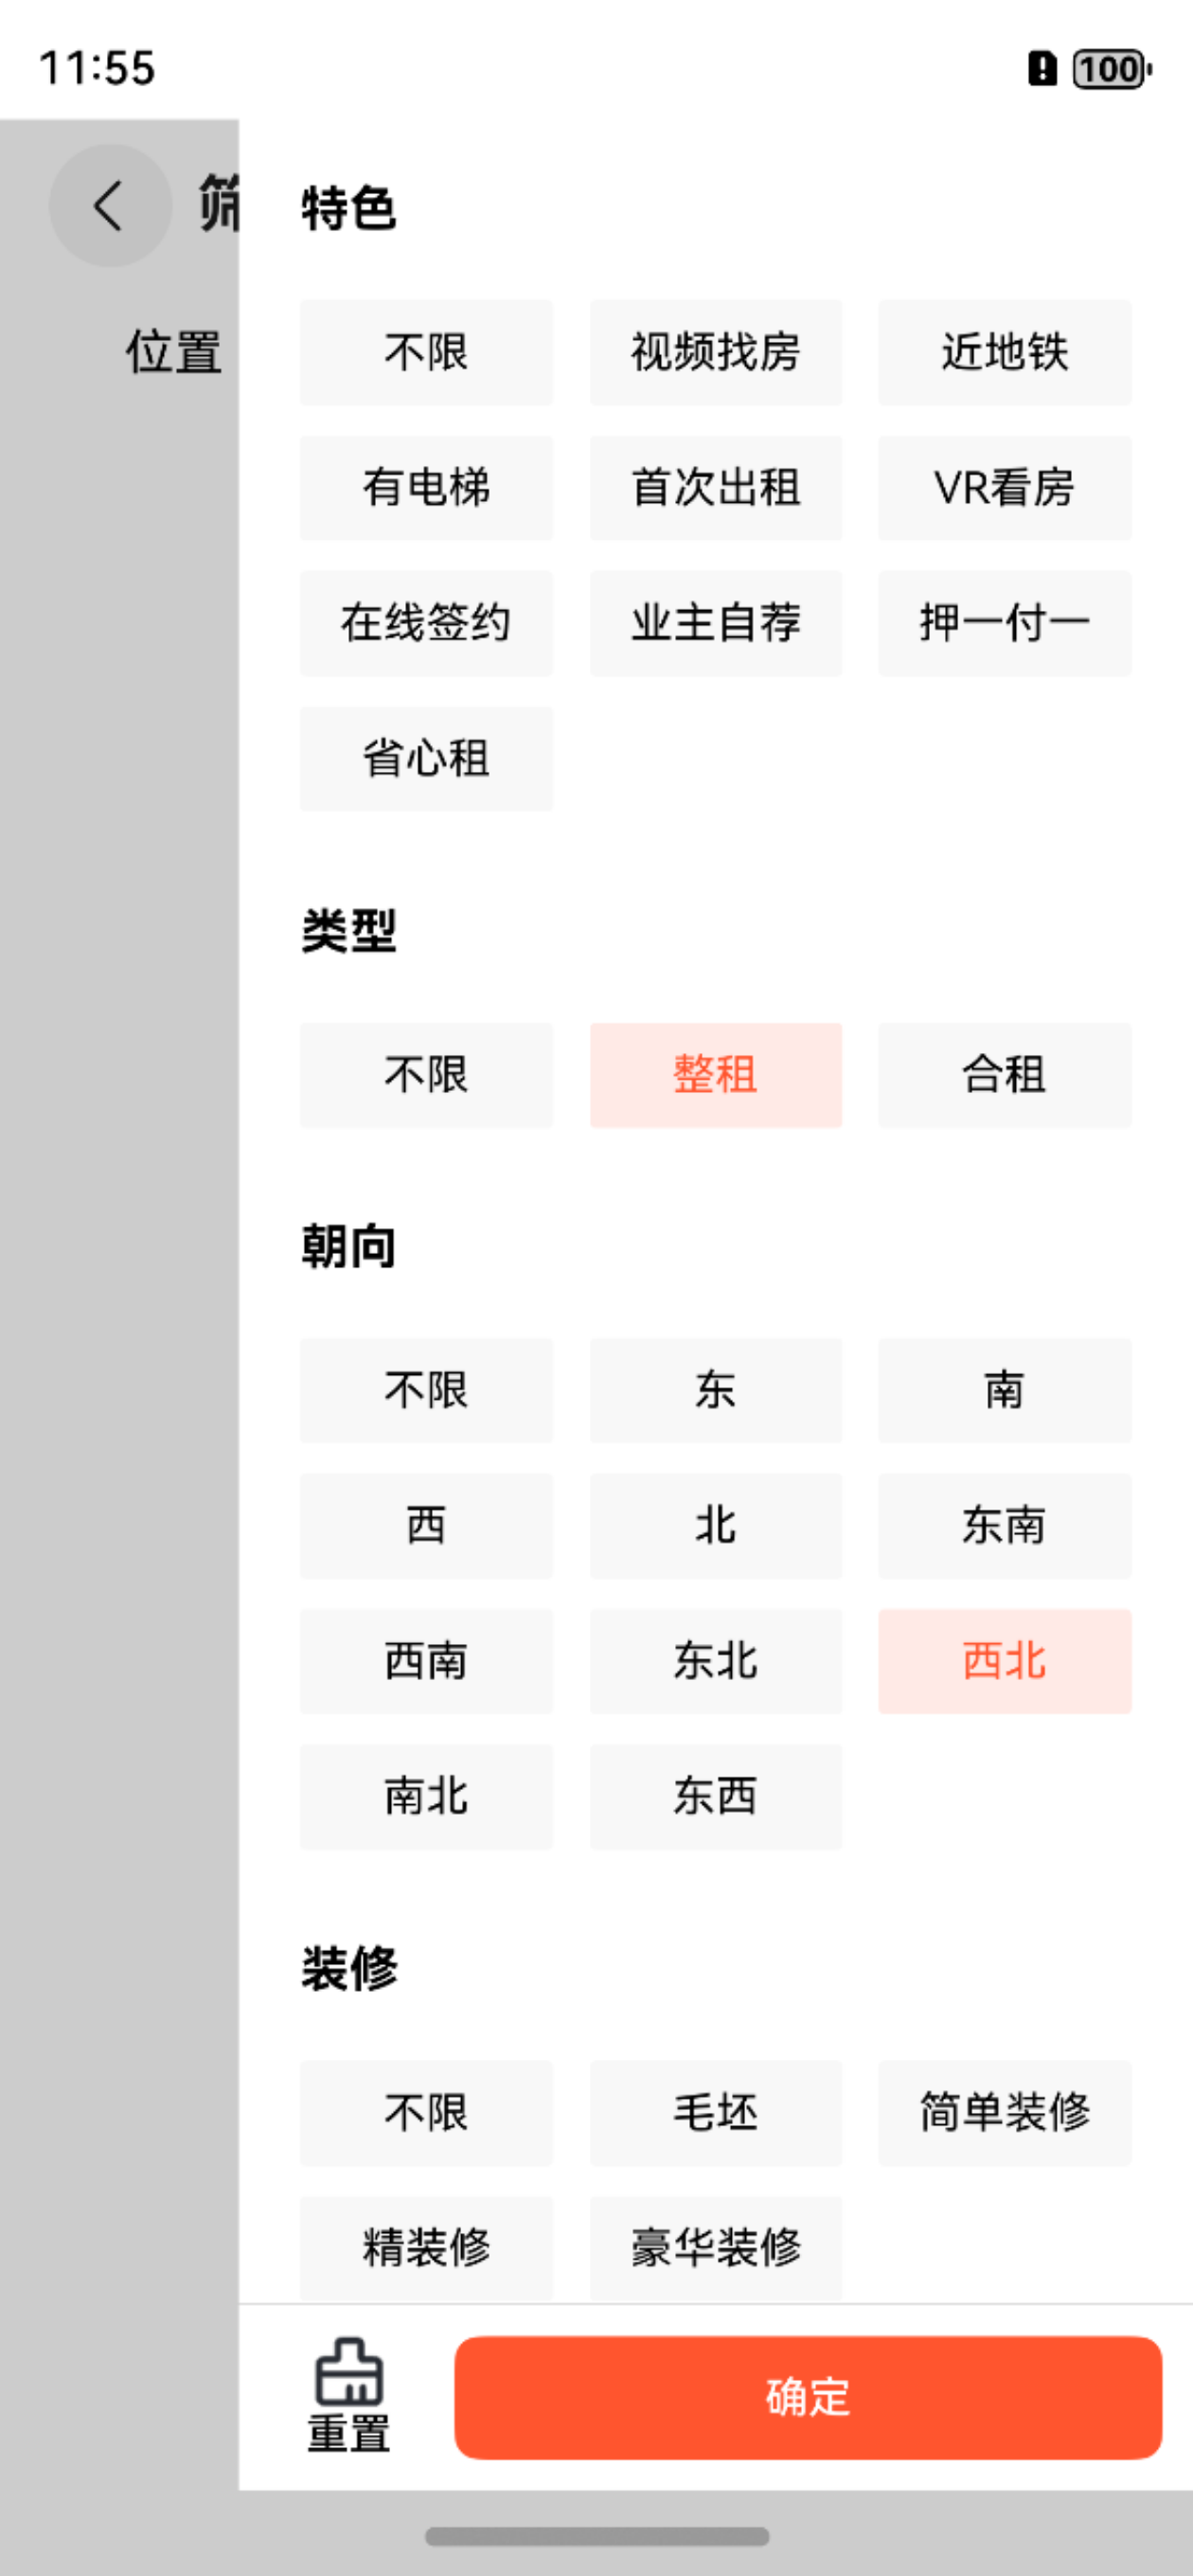 11:55
100
筛
位置
特色
不限 视频找房 近地铁
有电梯 首次出租 VR看房
在线签约 业主自荐 押一付一
省心租
类型
不限 整租 合租
朝向
不限 东 南
西 北 东南
西南 东北 西北
南北 东西
装修
不限 毛坯 简单装修
精装修 豪华装修
重置
确定